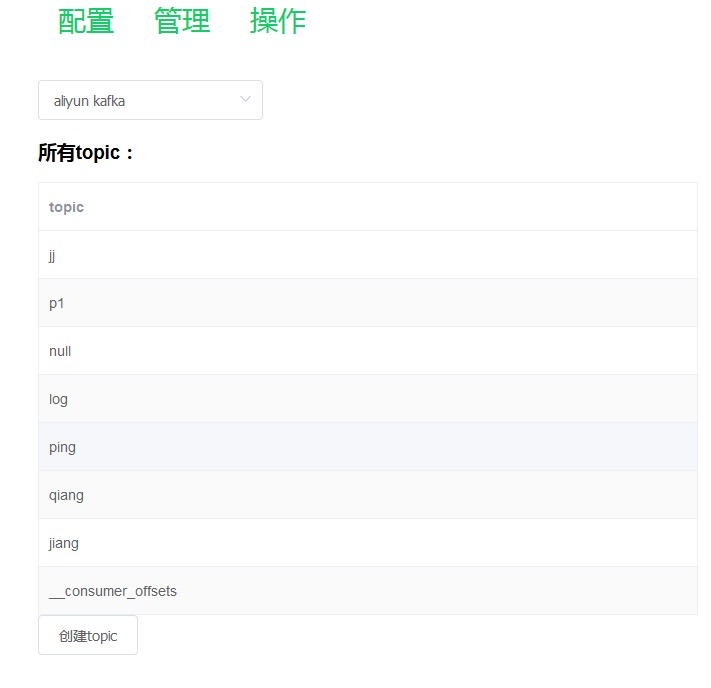 配置 管理 操作
aliyun kafka
所有topic：
topic
jj
p1
null
log
ping
qiang
jiang
__consumer_offsets
创建topic